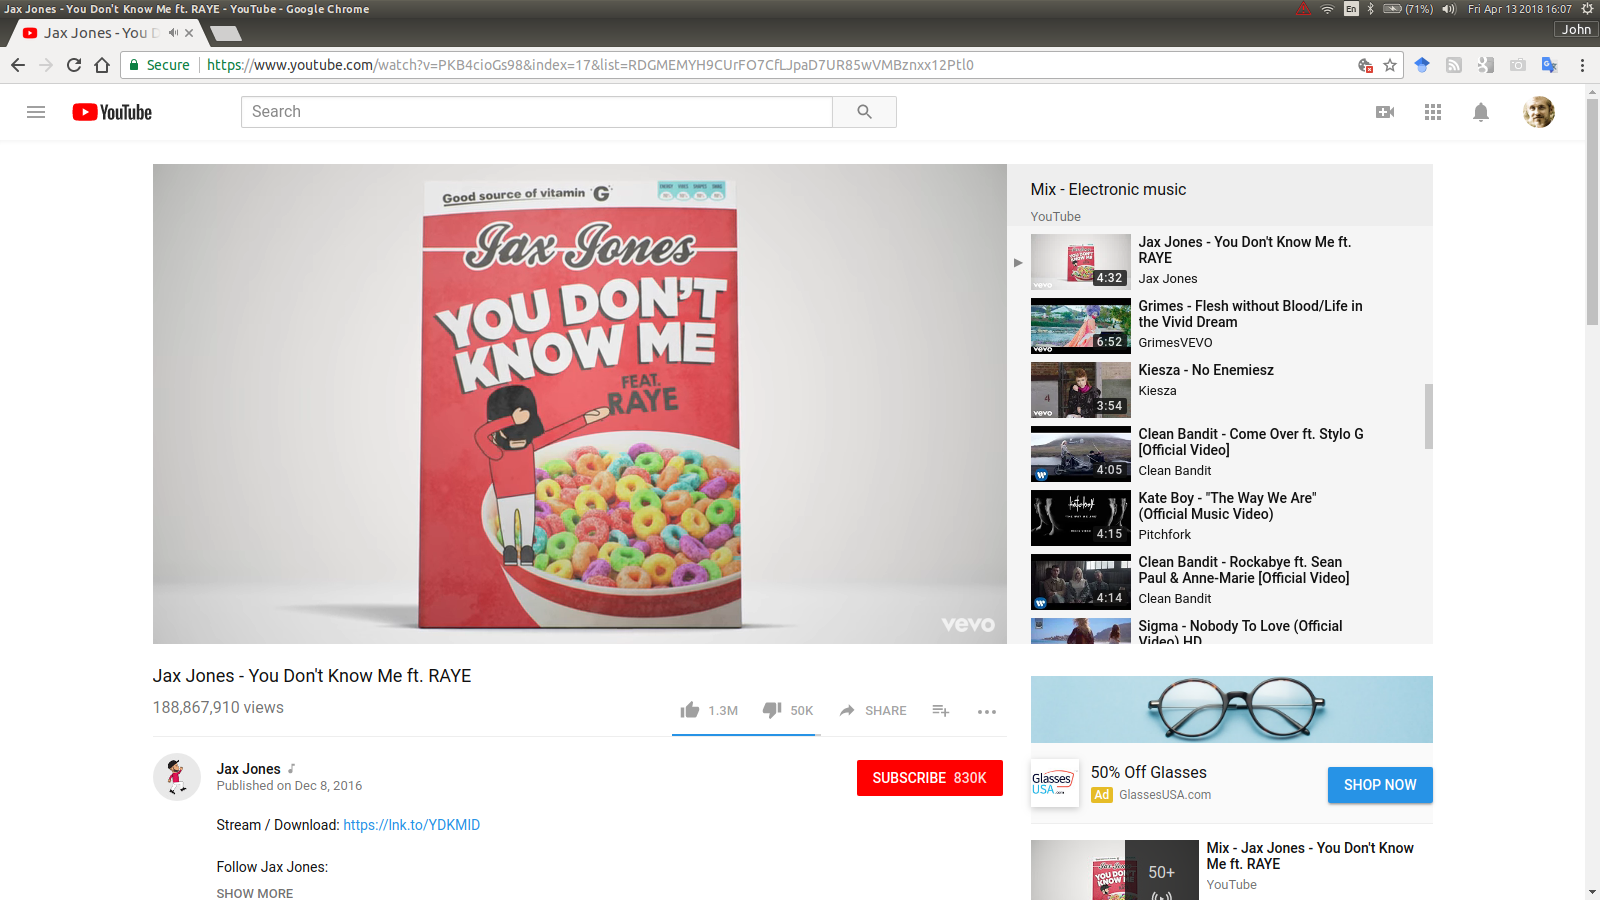 Jax Jones - You Don't Know Me ft. RAYE - YouTube - Google Chrome
En
(71%)
Fri Apr 13 2018 16:07
Jax Jones - You D
John
Secure
https://www.youtube.com/watch?v=PKB4cioGs98&index=17&list=RDGMEMYH9CUrFO7CfLJpaD7UR85wVMBznxx12Ptl0
YouTube
Search
Good source of vitamin G
Jax Jones
YOU DON'T
KNOW ME
FEAT.
RAYE
vevo
Mix - Electronic music
YouTube
Jax Jones - You Don't Know Me ft.
RAYE
Jax Jones
4:32
Grimes - Flesh without Blood/Life in
the Vivid Dream
GrimesVEVO
6:52
Kiesza - No Enemiesz
Kiesza
3:54
Clean Bandit - Come Over ft. Stylo G
[Official Video]
Clean Bandit
4:05
Kate Boy - "The Way We Are"
(Official Music Video)
Pitchfork
4:15
Clean Bandit - Rockabye ft. Sean
Paul & Anne-Marie [Official Video]
Clean Bandit
4:14
Sigma - Nobody To Love (Official
Video) HD
Jax Jones - You Don't Know Me ft. RAYE
188,867,910 views
1.3M
50K
SHARE
Jax Jones
Published on Dec 8, 2016
SUBSCRIBE 830K
Stream / Download: https://lnk.to/YDKMID
Follow Jax Jones:
SHOW MORE
Glasses
USA.com
50% Off Glasses
Ad GlassesUSA.com
SHOP NOW
Mix - Jax Jones - You Don't Know
Me ft. RAYE
YouTube
50+